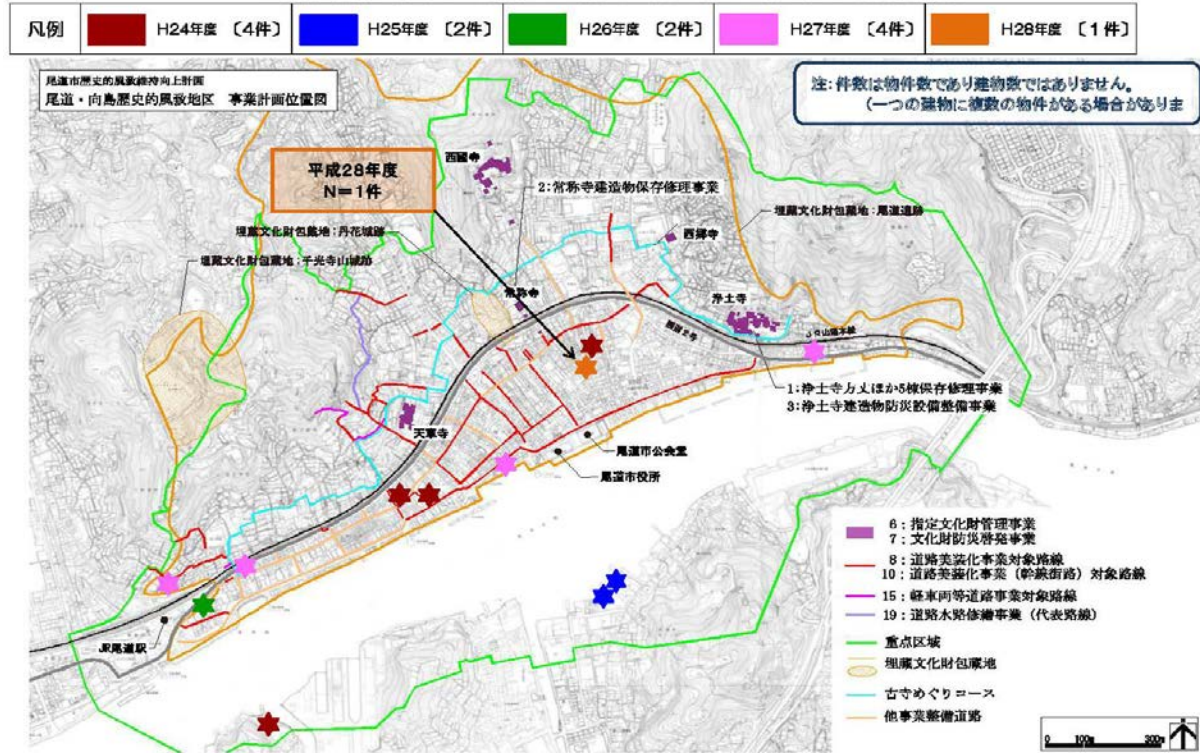 凡例
H24年度 〔4件〕
H25年度 〔2件〕
H26年度 〔2件〕
H27年度 〔4件〕
H28年度 〔1件〕
尾道市歴史的風致維持向上計画
尾道・向島歴史的風致地区 事業計画位置図
注:件数は物件数であり建物数ではありません。
(一つの建物に複数の物件がある場合がありま
平成28年度
N=1件
西國寺
2:常称寺建造物保存修理事業
埋蔵文化財包蔵地:尾道遺跡
埋蔵文化財包蔵地:丹花城跡
西郷寺
埋蔵文化財包蔵地:千光寺山城跡
常称寺
浄土寺
JR山陽本線
1:浄土寺方丈ほか5棟保存修理事業
3:浄土寺建造物防災設備整備事業
天寧寺
尾道市公会堂
尾道市役所
JR尾道駅
6:指定文化財管理事業
7:文化財防災啓発事業
8:道路美装化事業対象路線
10:道路美装化事業(幹線街路)対象路線
15:軽車両等道路事業対象路線
19:道路水路修繕事業(代表路線)
重点区域
埋蔵文化財包蔵地
古寺めぐりコース
他事業整備道路
0 100m 300m